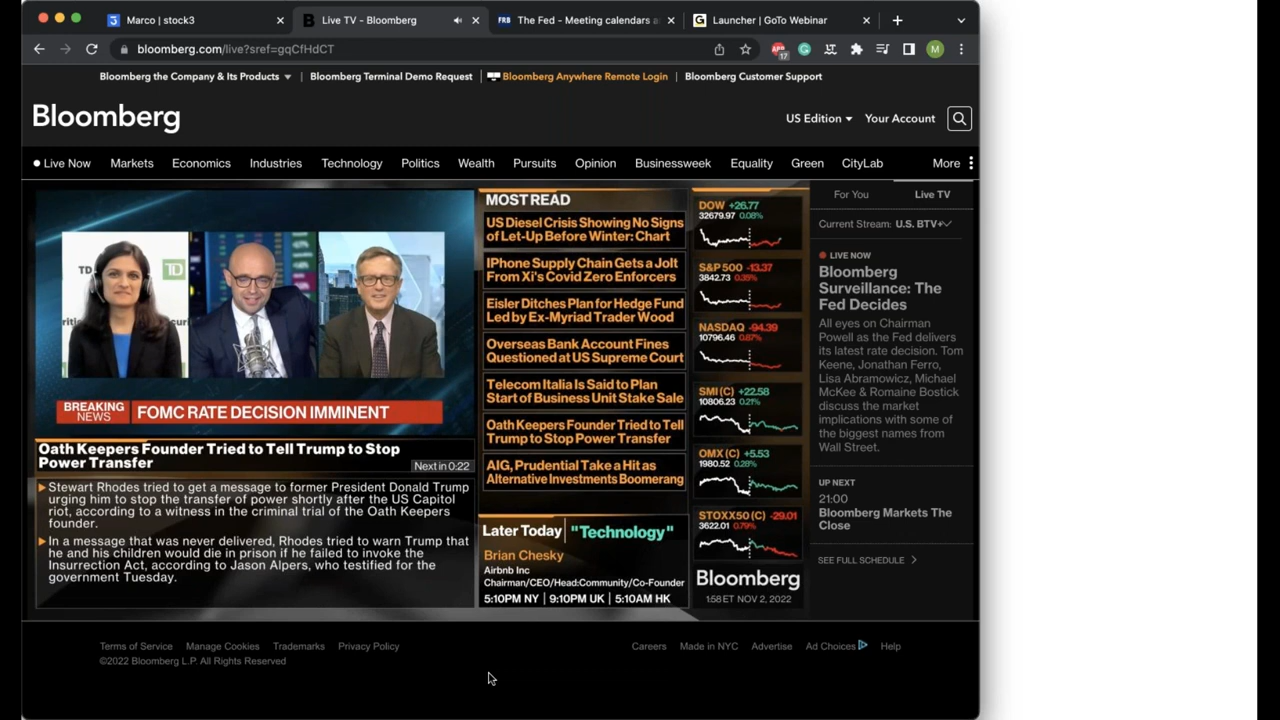 Marco | stock3
Live TV - Bloomberg
FRB
The Fed - Meeting calendars a
Launcher | GoTo Webinar
bloomberg.com/live?sref=gqCfHdCT
17
M
Bloomberg the Company & Its Products
Bloomberg Terminal Demo Request
Bloomberg Anywhere Remote Login
Bloomberg Customer Support
Bloomberg
US Edition
Your Account
Live Now
Markets
Economics
Industries
Technology
Politics
Wealth
Pursuits
Opinion
Businessweek
Equality
Green
CityLab
More
TD
TD
BREAKING
NEWS
FOMC RATE DECISION IMMINENT
Oath Keepers Founder Tried to Tell Trump to Stop
Power Transfer
Next in 0:22
Stewart Rhodes tried to get a message to former President Donald Trump
urging him to stop the transfer of power shortly after the US Capitol
riot, according to a witness in the criminal trial of the Oath Keepers
founder.
In a message that was never delivered, Rhodes tried to warn Trump that
he and his children would die in prison if he failed to invoke the
Insurrection Act, according to Jason Alpers, who testified for the
government Tuesday.
MOST READ
US Diesel Crisis Showing No Signs
of Let-Up Before Winter: Chart
IPhone Supply Chain Gets a Jolt
From Xi's Covid Zero Enforcers
Eisler Ditches Plan for Hedge Fund
Led by Ex-Myriad Trader Wood
Overseas Bank Account Fines
Questioned at US Supreme Court
Telecom Italia Is Said to Plan
Start of Business Unit Stake Sale
Oath Keepers Founder Tried to Tell
Trump to Stop Power Transfer
AIG, Prudential Take a Hit as
Alternative Investments Boomerang
Later Today
"Technology"
Brian Chesky
Airbnb Inc
Chairman/CEO/Head:Community/Co-Founder
5:10PM NY | 9:10PM UK | 5:10AM HK
DOW +26.77
32679.97 0.08%
S&P 500 -13.37
3842.73 0.35%
NASDAQ -94.39
10796.46 0.87%
SMI (C) +22.58
10806.23 0.21%
OMX (C) +5.53
1980.52 0.28%
STOXX50 (C) -29.01
3622.01 0.79%
Bloomberg
1:58 ET NOV 2, 2022
For You
Live TV
Current Stream: U.S. BTV+
LIVE NOW
Bloomberg
Surveillance: The
Fed Decides
All eyes on Chairman
Powell as the Fed delivers
its latest rate decision. Tom
Keene, Jonathan Ferro,
Lisa Abramowicz, Michael
McKee & Romaine Bostick
discuss the market
implications with some of
the biggest names from
Wall Street.
UP NEXT
21:00
Bloomberg Markets The
Close
SEE FULL SCHEDULE
Terms of Service
Manage Cookies
Trademarks
Privacy Policy
Careers
Made in NYC
Advertise
Ad Choices
Help
©2022 Bloomberg L.P. All Rights Reserved